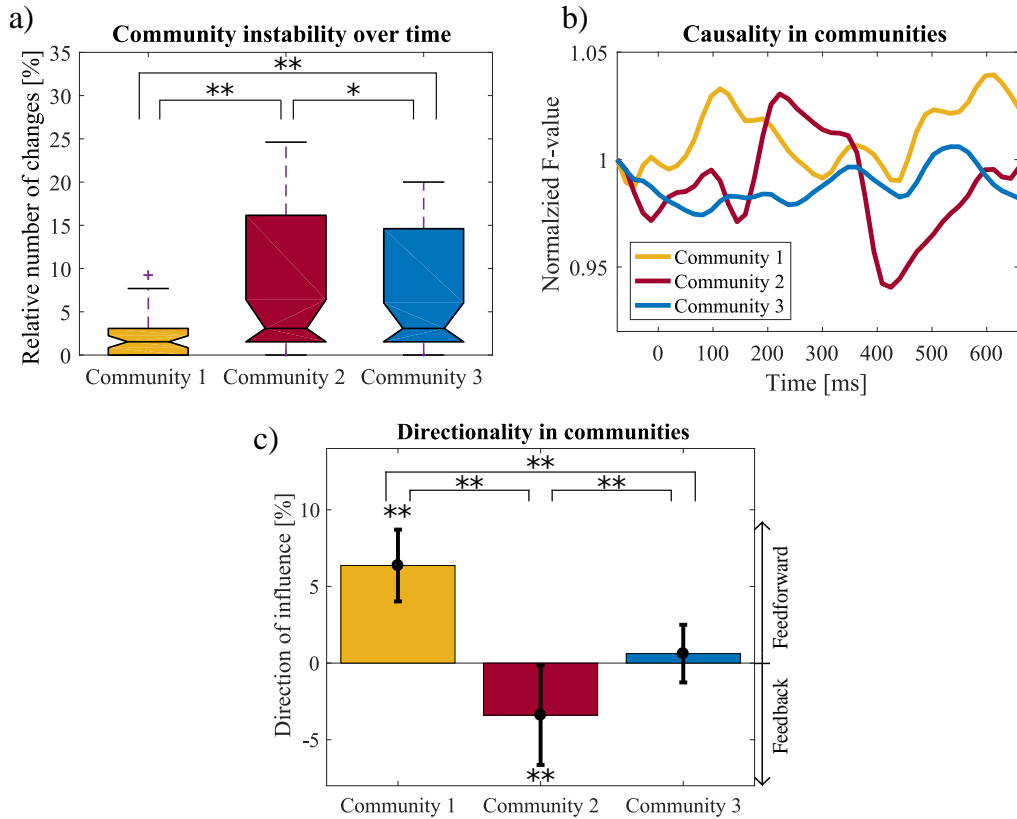 a)
Community instability over time
Relative number of changes [%]
35
30
25
20
15
10
5
0
**
**
*
Community 1
Community 2
Community 3
b)
Causality in communities
Normalzied F-value
1.05
1
0.95
Community 1
Community 2
Community 3
0
100
200
300
400
500
600
Time [ms]
c)
Directionality in communities
Direction of influence [%]
10
5
0
-5
**
**
**
**
**
Feedforward
Feedback
Community 1
Community 2
Community 3